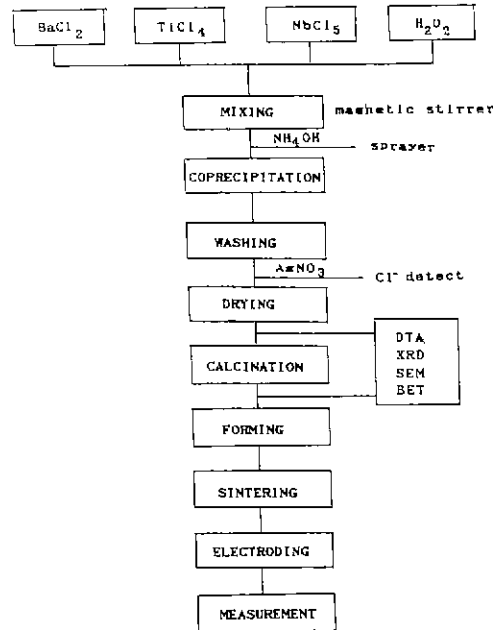 BaCl2 TiCl4 NbCl5 H2O2
MIXING magnetic stirrer
NH4OH
sprayer
COPRECIPITATION
WASHING
AgNO3
Cl- detect
DRYING
DTA
XRD
CALCINATION
SEM
BET
FORMING
SINTERING
ELECTRODING
MEASUREMENT